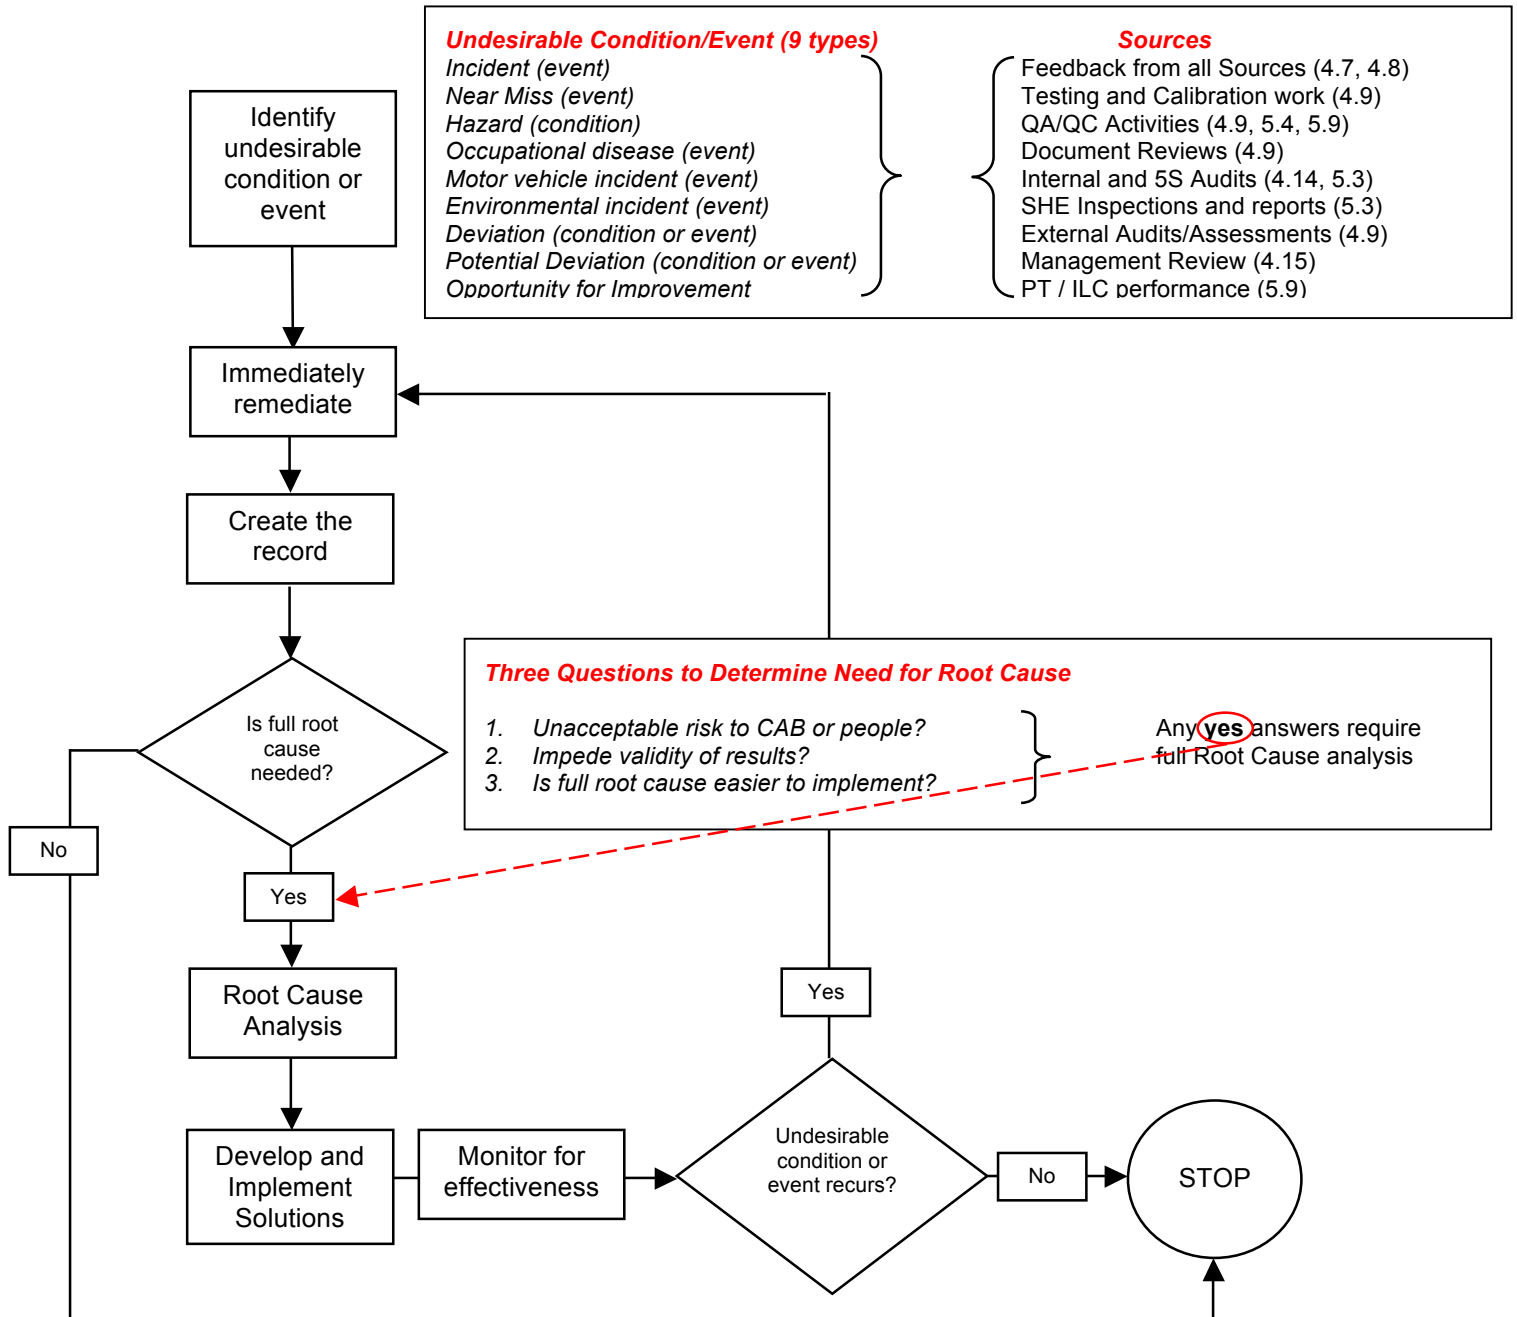 Undesirable Condition/Event (9 types)
Incident (event)
Near Miss (event)
Hazard (condition)
Occupational disease (event)
Motor vehicle incident (event)
Environmental incident (event)
Deviation (condition or event)
Potential Deviation (condition or event)
Opportunity for Improvement
Sources
Feedback from all Sources (4.7, 4.8)
Testing and Calibration work (4.9)
QA/QC Activities (4.9, 5.4, 5.9)
Document Reviews (4.9)
Internal and 5S Audits (4.14, 5.3)
SHE Inspections and reports (5.3)
External Audits/Assessments (4.9)
Management Review (4.15)
PT / ILC performance (5.9)
Identify
undesirable
condition or
event
Immediately
remediate
Create the
record
Is full root
cause
needed?
Three Questions to Determine Need for Root Cause
1. Unacceptable risk to CAB or people?
2. Impede validity of results?
3. Is full root cause easier to implement?
Any yes answers require
full Root Cause analysis
No
Yes
Root Cause
Analysis
Yes
Develop and
Implement
Solutions
Monitor for
effectiveness
Undesirable
condition or
event recurs?
No
STOP